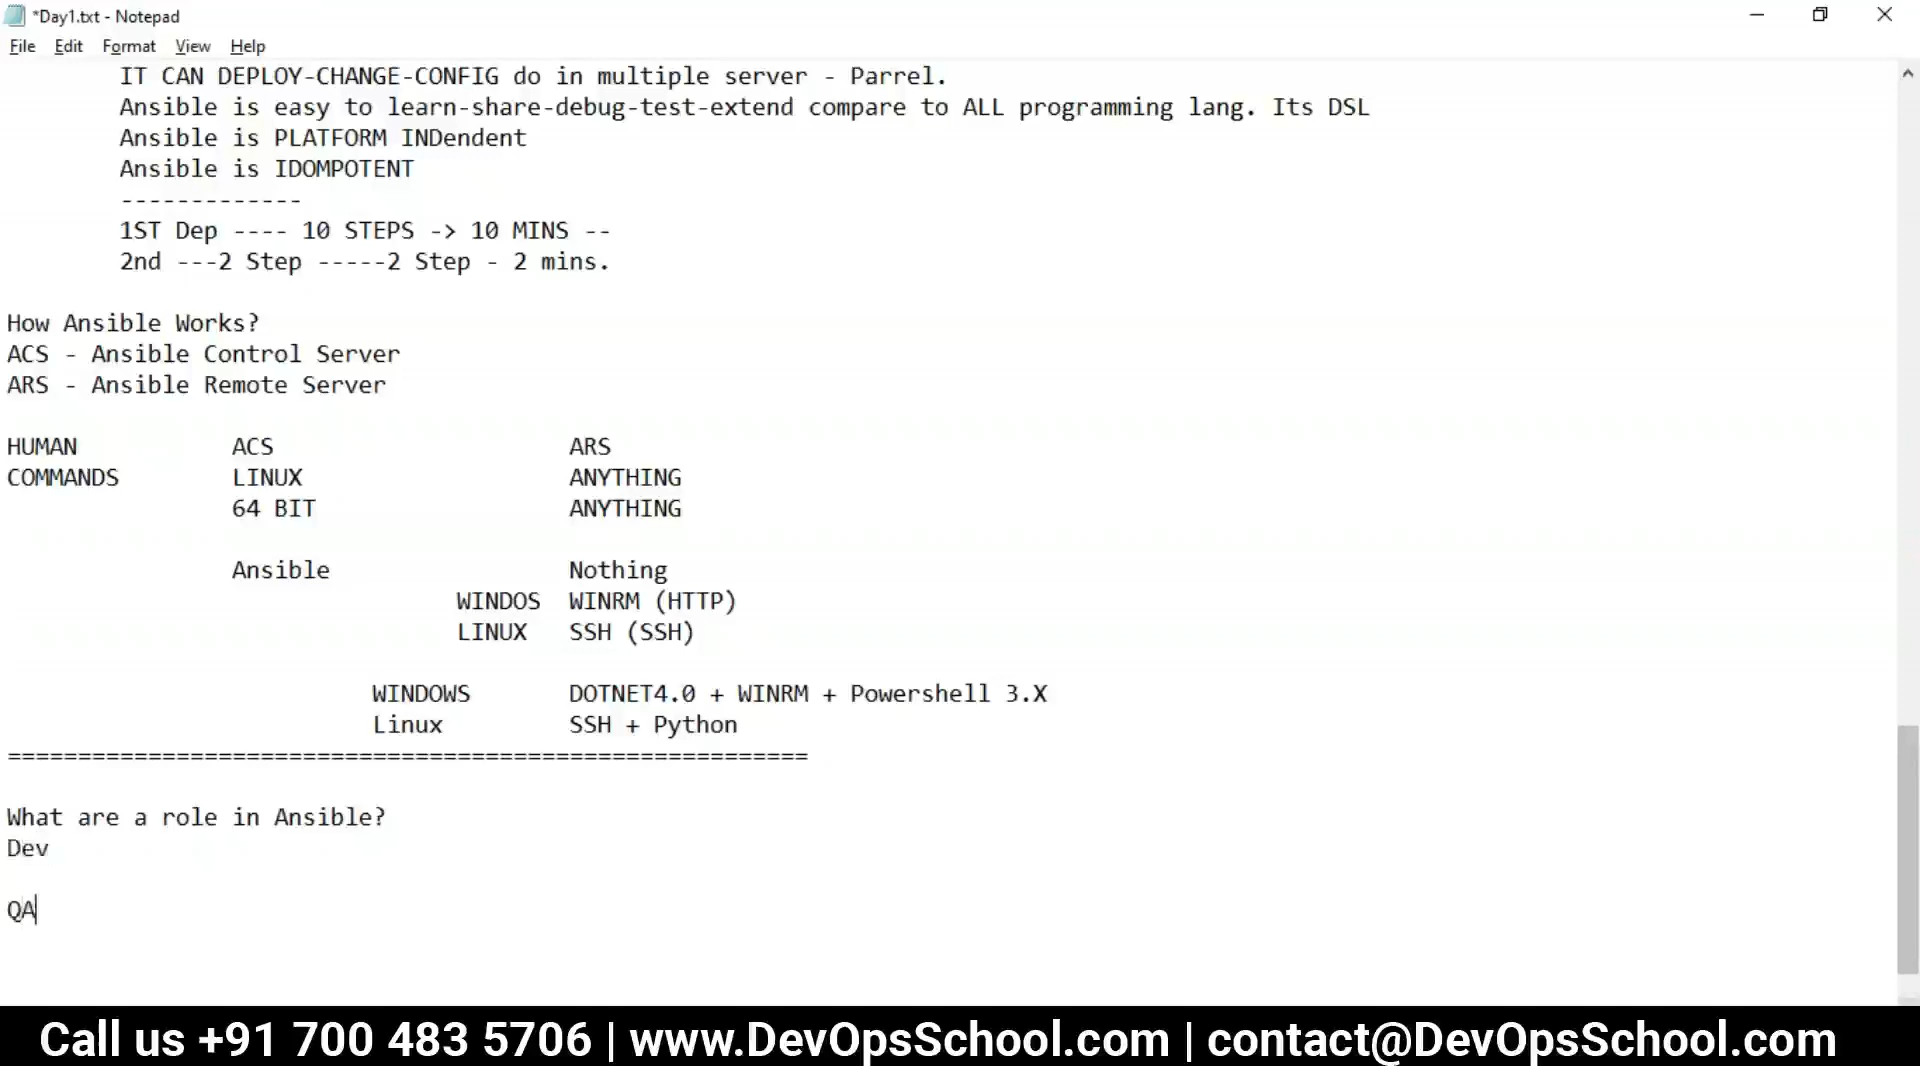 *Day1.txt - Notepad
File Edit Format View Help
IT CAN DEPLOY-CHANGE-CONFIG do in multiple server - Parrel.
Ansible is easy to learn-share-debug-test-extend compare to ALL programming lang. Its DSL
Ansible is PLATFORM INDendent
Ansible is IDOMPOTENT
-------------
1ST Dep ---- 10 STEPS -> 10 MINS --
2nd ---2 Step -----2 Step - 2 mins.
How Ansible Works?
ACS - Ansible Control Server
ARS - Ansible Remote Server
HUMAN ACS ARS
COMMANDS LINUX ANYTHING
64 BIT ANYTHING
Ansible Nothing
WINDOS WINRM (HTTP)
LINUX SSH (SSH)
WINDOWS DOTNET4.0 + WINRM + Powershell 3.X
Linux SSH + Python
=========================================================
What are a role in Ansible?
Dev
QA
Call us +91 700 483 5706 | www.DevOpsSchool.com | contact@DevOpsSchool.com